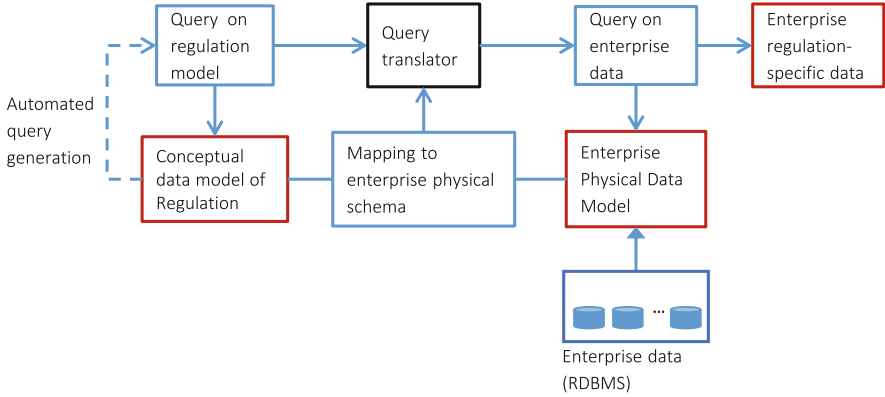 Query on
regulation
model
Query
translator
Query on
enterprise
data
Enterprise
regulation-
specific data
Automated
query
generation
Conceptual
data model of
Regulation
Mapping to
enterprise physical
schema
Enterprise
Physical Data
Model
...
Enterprise data
(RDBMS)